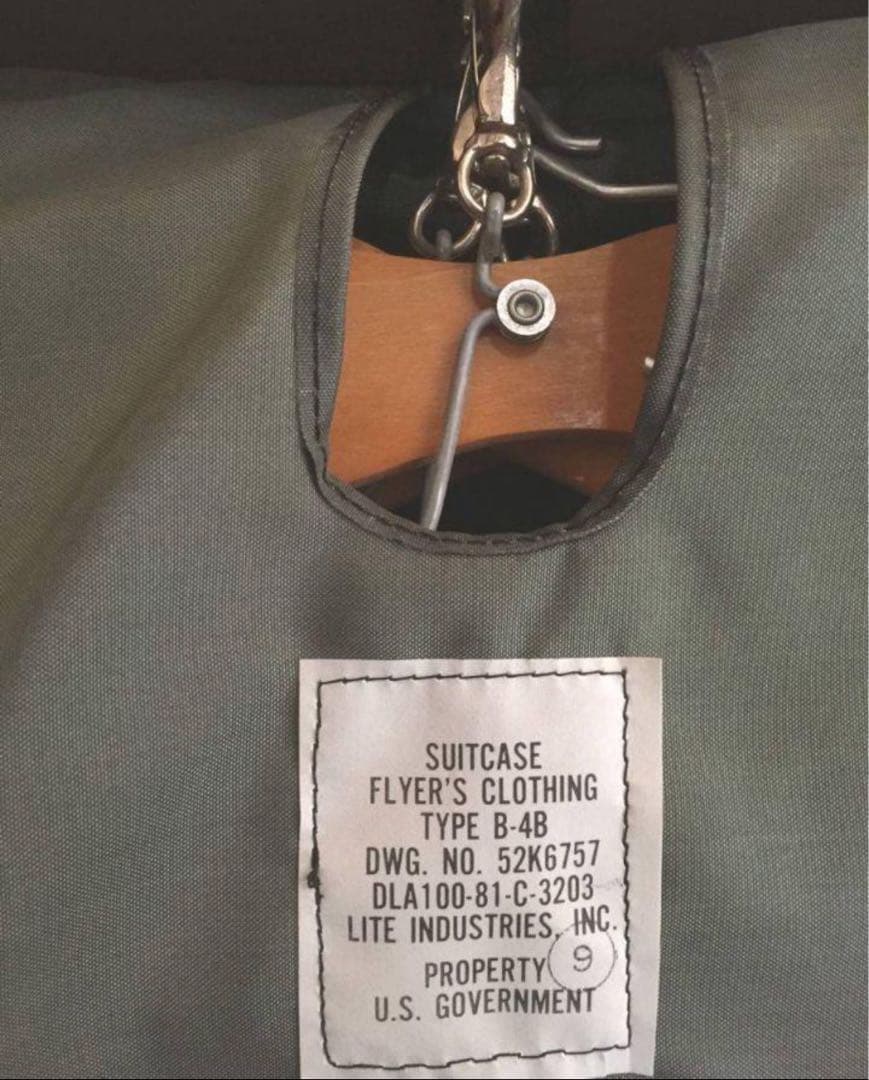 SUITCASE
FLYER'S CLOTHING
TYPE B-4B
DWG. NO. 52K6757
DLA100-81-C-3203
LITE INDUSTRIES, INC.
PROPERTY 9
U.S. GOVERNMENT